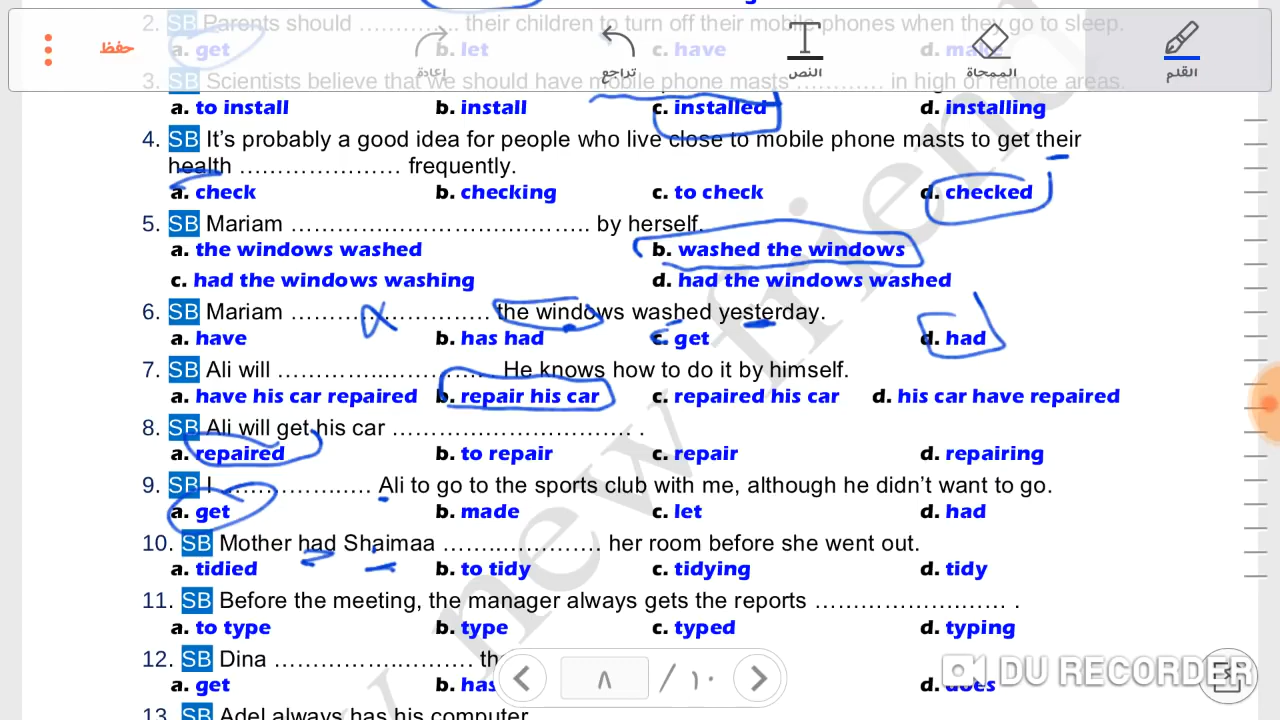 2. SB Parents should ………… their children to turn off their mobile phones when they go to sleep.
a. get b. let c. have d. make
حفظ إعادة تراجع النص الممحاة القلم
3. SB Scientists believe that we should have mobile phone masts ………… in high or remote areas.
a. to install b. install c. installed d. installing
4. SB It’s probably a good idea for people who live close to mobile phone masts to get their
health ………………… frequently.
a. check b. checking c. to check d. checked
5. SB Mariam ………………………………. by herself.
a. the windows washed b. washed the windows
c. had the windows washing d. had the windows washed
6. SB Mariam ……………………….. the windows washed yesterday.
a. have b. has had c. get d. had
7. SB Ali will …………..………….. He knows how to do it by himself.
a. have his car repaired b. repair his car c. repaired his car d. his car have repaired
8. SB Ali will get his car ……………………………. .
a. repaired b. to repair c. repair d. repairing
9. SB I …………….…. Ali to go to the sports club with me, although he didn’t want to go.
a. get b. made c. let d. had
10. SB Mother had Shaimaa ……..…………. her room before she went out.
a. tidied b. to tidy c. tidying d. tidy
11. SB Before the meeting, the manager always gets the reports ………………………. .
a. to type b. type c. typed d. typing
12. SB Dina ……………..……….
a. get b. has d. does
٨ / ١٠
DU RECORDER
13. SB Adel always has his computer
new friend